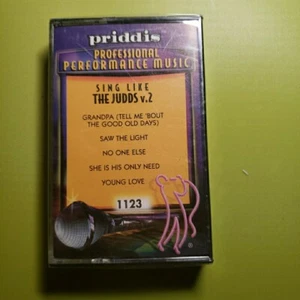 priddis
PROFESSIONAL
PERFORMANCE MUSIC
SING LIKE
THE JUDDS v.2
GRANDPA (TELL ME 'BOUT
THE GOOD OLD DAYS)
SAW THE LIGHT
NO ONE ELSE
SHE IS HIS ONLY NEED
YOUNG LOVE
1123
®